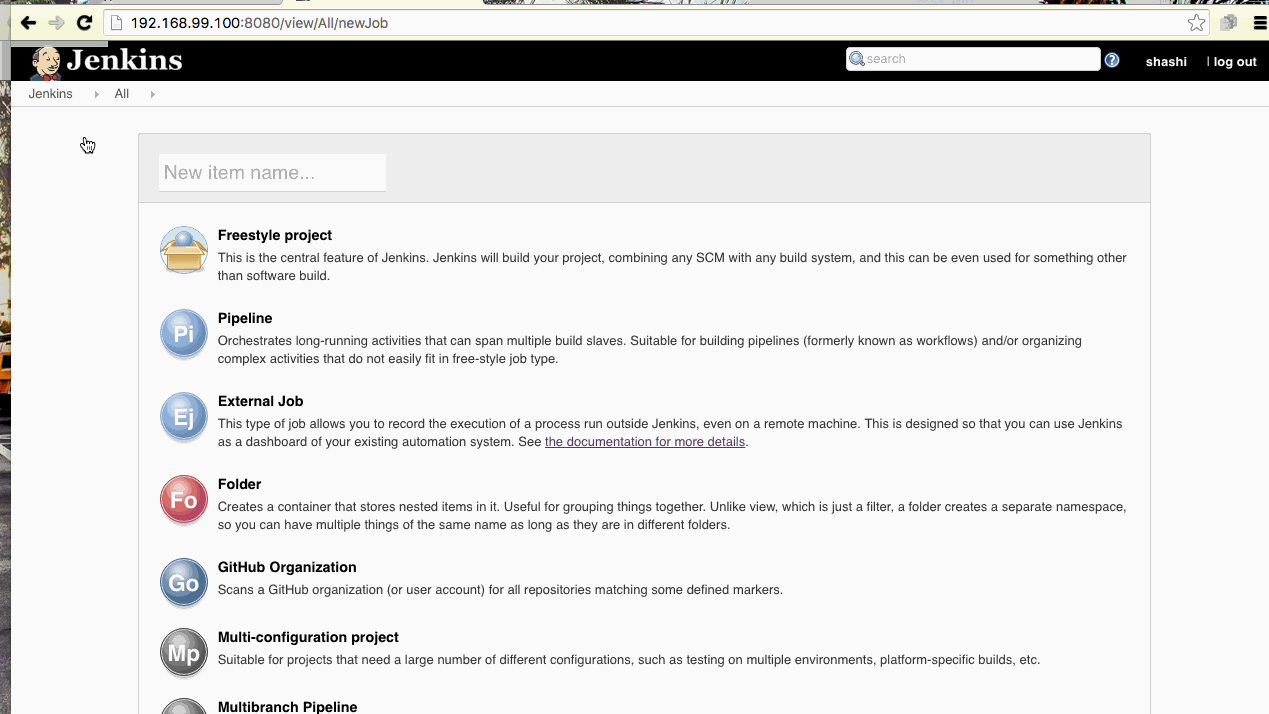 192.168.99.100:8080/view/All/newJob
Jenkins
search
?
shashi
| log out
Jenkins
All
New item name...
Freestyle project
This is the central feature of Jenkins. Jenkins will build your project, combining any SCM with any build system, and this can be even used for something other
than software build.
Pi
Pipeline
Orchestrates long-running activities that can span multiple build slaves. Suitable for building pipelines (formerly known as workflows) and/or organizing
complex activities that do not easily fit in free-style job type.
Ej
External Job
This type of job allows you to record the execution of a process run outside Jenkins, even on a remote machine. This is designed so that you can use Jenkins
as a dashboard of your existing automation system. See the documentation for more details.
Fo
Folder
Creates a container that stores nested items in it. Useful for grouping things together. Unlike view, which is just a filter, a folder creates a separate namespace,
so you can have multiple things of the same name as long as they are in different folders.
Go
GitHub Organization
Scans a GitHub organization (or user account) for all repositories matching some defined markers.
Mp
Multi-configuration project
Suitable for projects that need a large number of different configurations, such as testing on multiple environments, platform-specific builds, etc.
Multibranch Pipeline